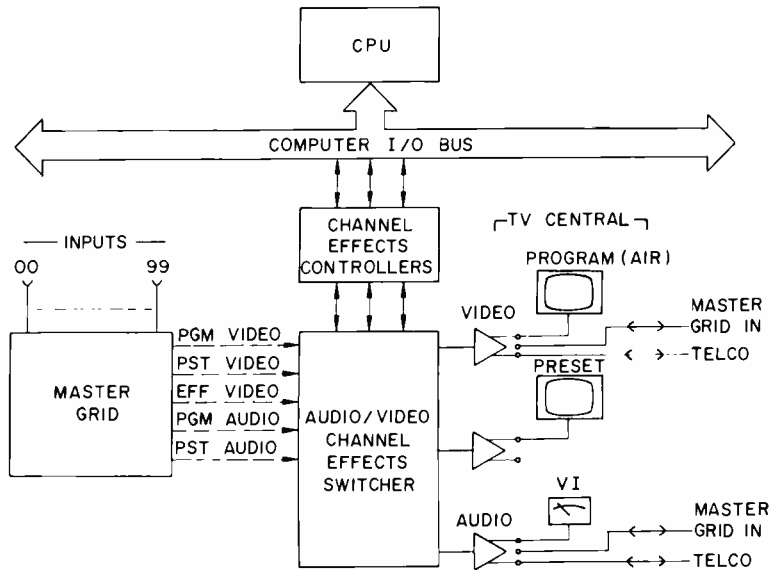 CPU
COMPUTER I/O BUS
INPUTS
00 99
CHANNEL
EFFECTS
CONTROLLERS
TV CENTRAL
PROGRAM (AIR)
VIDEO
MASTER
GRID IN
TELCO
PRESET
MASTER
GRID
PGM VIDEO
PST VIDEO
EFF VIDEO
PGM AUDIO
PST AUDIO
AUDIO/VIDEO
CHANNEL
EFFECTS
SWITCHER
VI
AUDIO
MASTER
GRID IN
TELCO